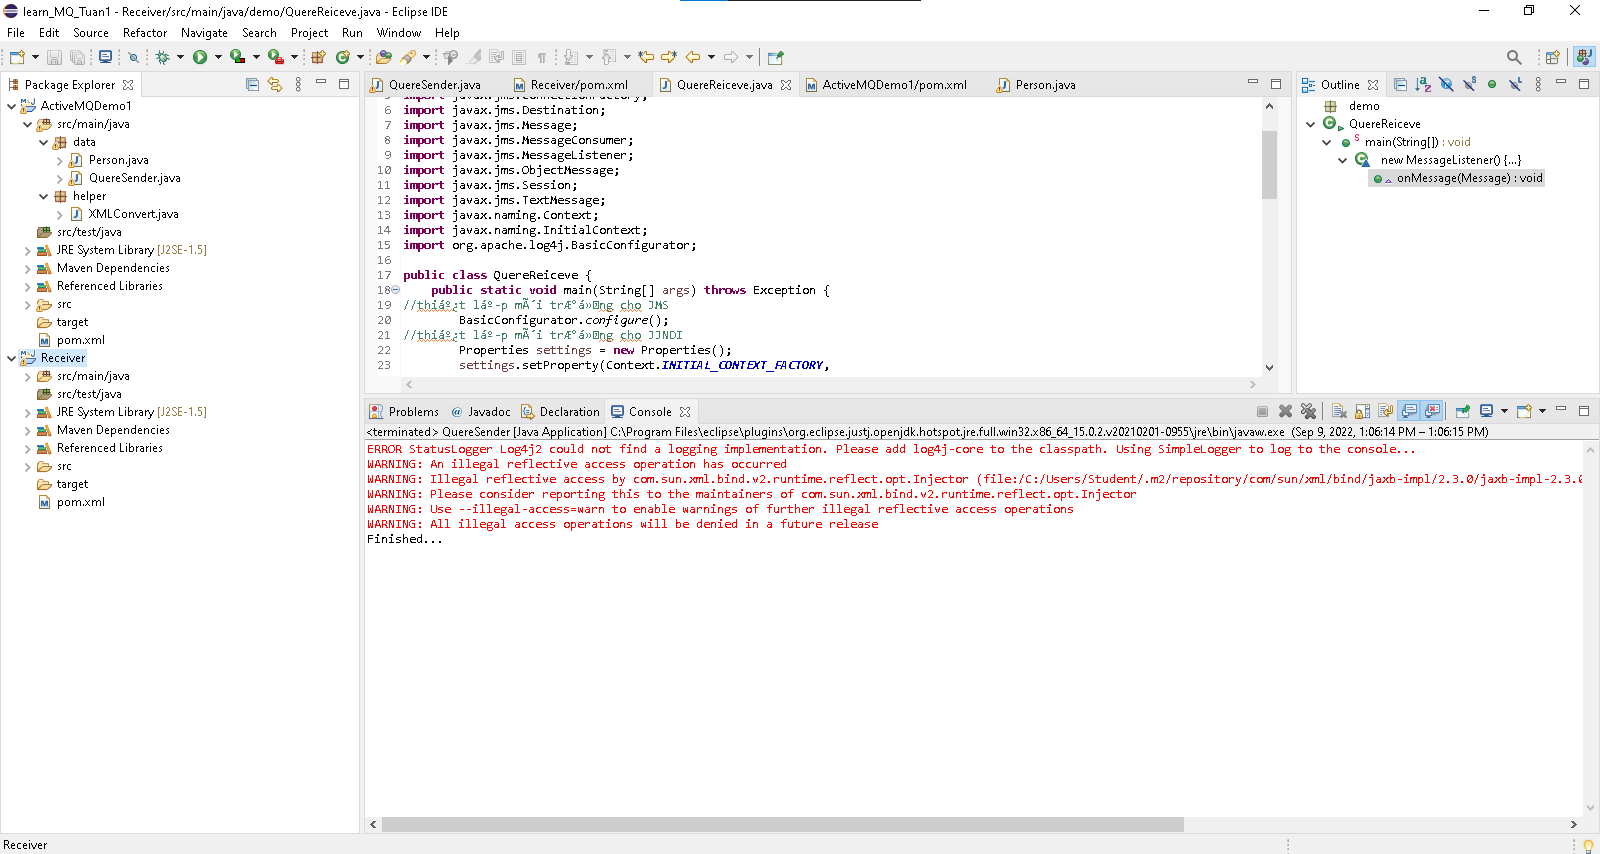 learn_MQ_Tuan1 - Receiver/src/main/java/demo/QuereReiceve.java - Eclipse IDE
File Edit Source Refactor Navigate Search Project Run Window Help
Package Explorer
ActiveMQDemo1
src/main/java
data
Person.java
QuereSender.java
helper
XMLConvert.java
src/test/java
JRE System Library [J2SE-1.5]
Maven Dependencies
Referenced Libraries
src
target
pom.xml
Receiver
src/main/java
src/test/java
JRE System Library [J2SE-1.5]
Maven Dependencies
Referenced Libraries
src
target
pom.xml
QuereSender.java Receiver/pom.xml QuereReiceve.java ActiveMQDemo1/pom.xml Person.java
5 import javax.jms.ConnectionFactory;
6 import javax.jms.Destination;
7 import javax.jms.Message;
8 import javax.jms.MessageConsumer;
9 import javax.jms.MessageListener;
10 import javax.jms.ObjectMessage;
11 import javax.jms.Session;
12 import javax.jms.TextMessage;
13 import javax.naming.Context;
14 import javax.naming.InitialContext;
15 import org.apache.log4j.BasicConfigurator;
16
17 public class QuereReiceve {
18 public static void main(String[] args) throws Exception {
19 cho JMS
20 BasicConfigurator.configure();
21 cho JJNDI
22 Properties settings = new Properties();
23 settings.setProperty(Context.INITIAL_CONTEXT_FACTORY,
Outline
demo
QuereReiceve
main(String[]) : void
new MessageListener() {...}
onMessage(Message) : void
Problems Javadoc Declaration Console
<terminated> QuereSender [Java Application] C:\Program Files\eclipse\plugins\org.eclipse.justj.openjdk.hotspot.jre.full.win32.x86_64_15.0.2.v20210201-0955\jre\bin\javaw.exe (Sep 9, 2022, 1:06:14 PM – 1:06:15 PM)
ERROR StatusLogger Log4j2 could not find a logging implementation. Please add log4j-core to the classpath. Using SimpleLogger to log to the console...
WARNING: An illegal reflective access operation has occurred
WARNING: Illegal reflective access by com.sun.xml.bind.v2.runtime.reflect.opt.Injector (file:/C:/Users/Student/.m2/repository/com/sun/xml/bind/jaxb-impl/2.3.0/jaxb-impl-2.3.0
WARNING: Please consider reporting this to the maintainers of com.sun.xml.bind.v2.runtime.reflect.opt.Injector
WARNING: Use --illegal-access=warn to enable warnings of further illegal reflective access operations
WARNING: All illegal access operations will be denied in a future release
Finished...
Receiver